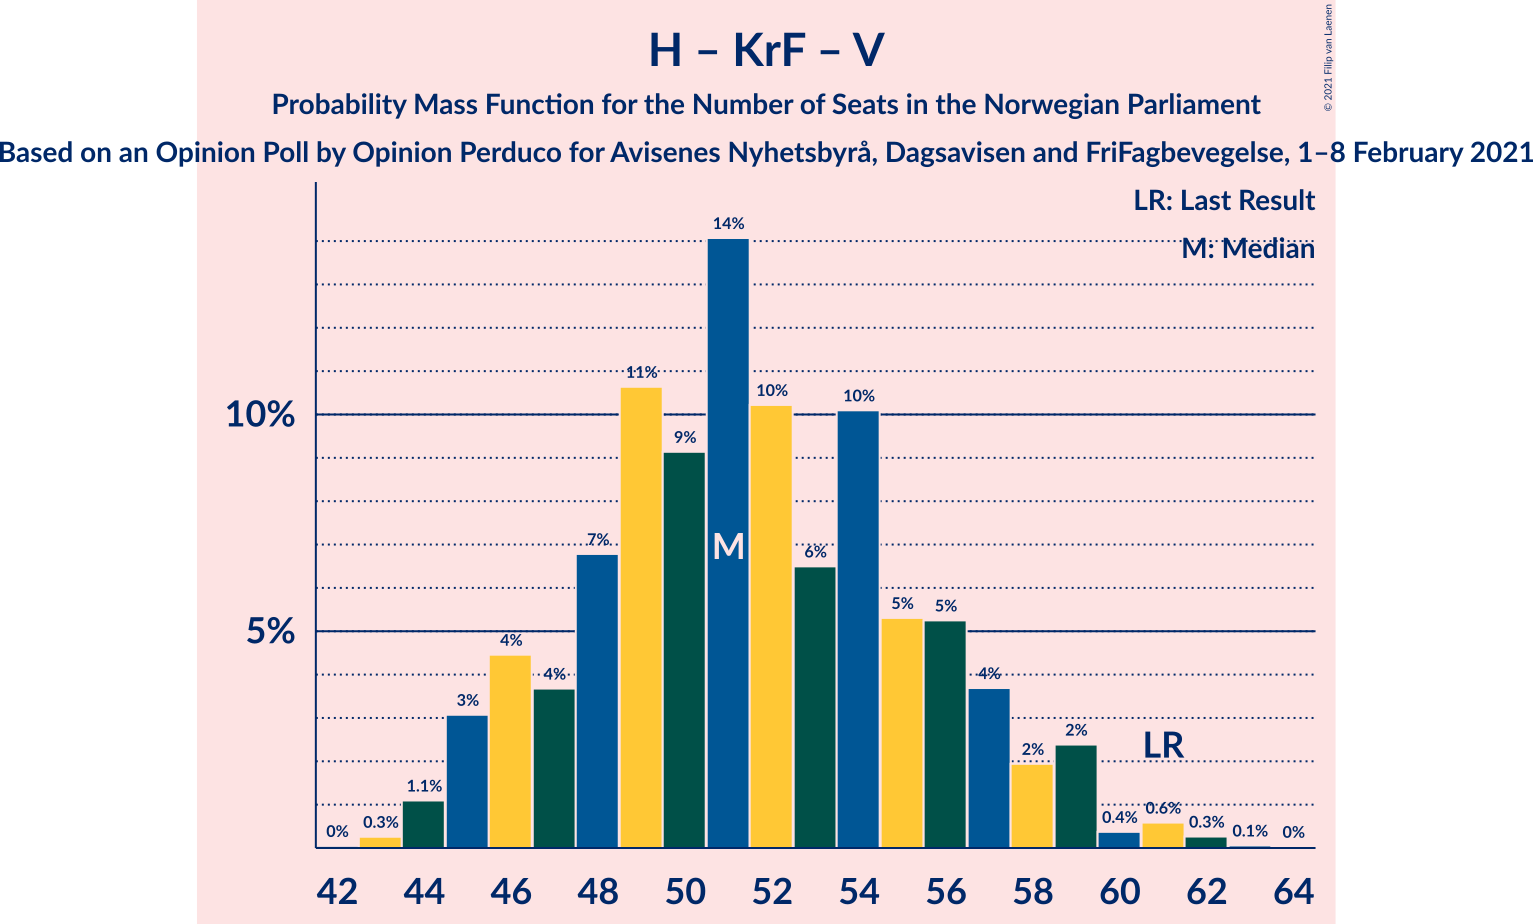 H – KrF – V
© 2021 Filip van Laenen
Probability Mass Function for the Number of Seats in the Norwegian Parliament
Based on an Opinion Poll by Opinion Perduco for Avisenes Nyhetsbyrå, Dagsavisen and FriFagbevegelse, 1–8 February 2021
LR: Last Result
M: Median
10%
5%
0%
0.3%
1.1%
3%
4%
4%
7%
11%
9%
14%
M
10%
6%
10%
5%
5%
4%
2%
2%
0.4%
LR
0.6%
0.3%
0.1%
0%
42 44 46 48 50 52 54 56 58 60 62 64